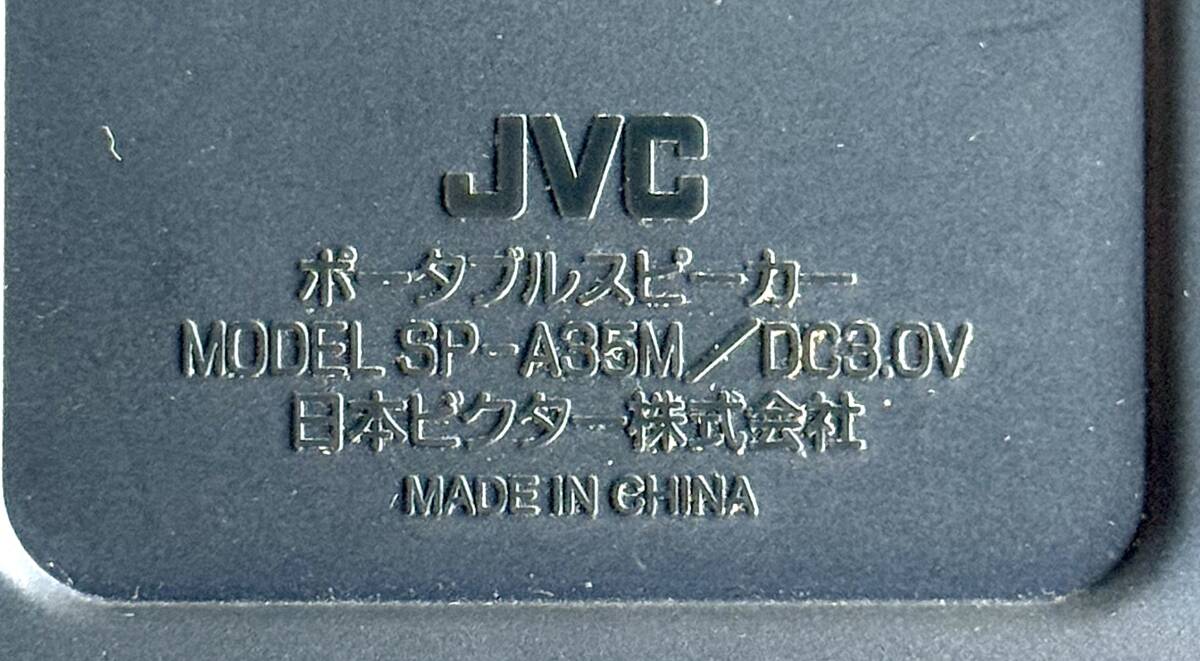 JVC
ポータブルスピーカー
MODEL SP-A35M/DC3.0V
日本ビクター株式会社
MADE IN CHINA